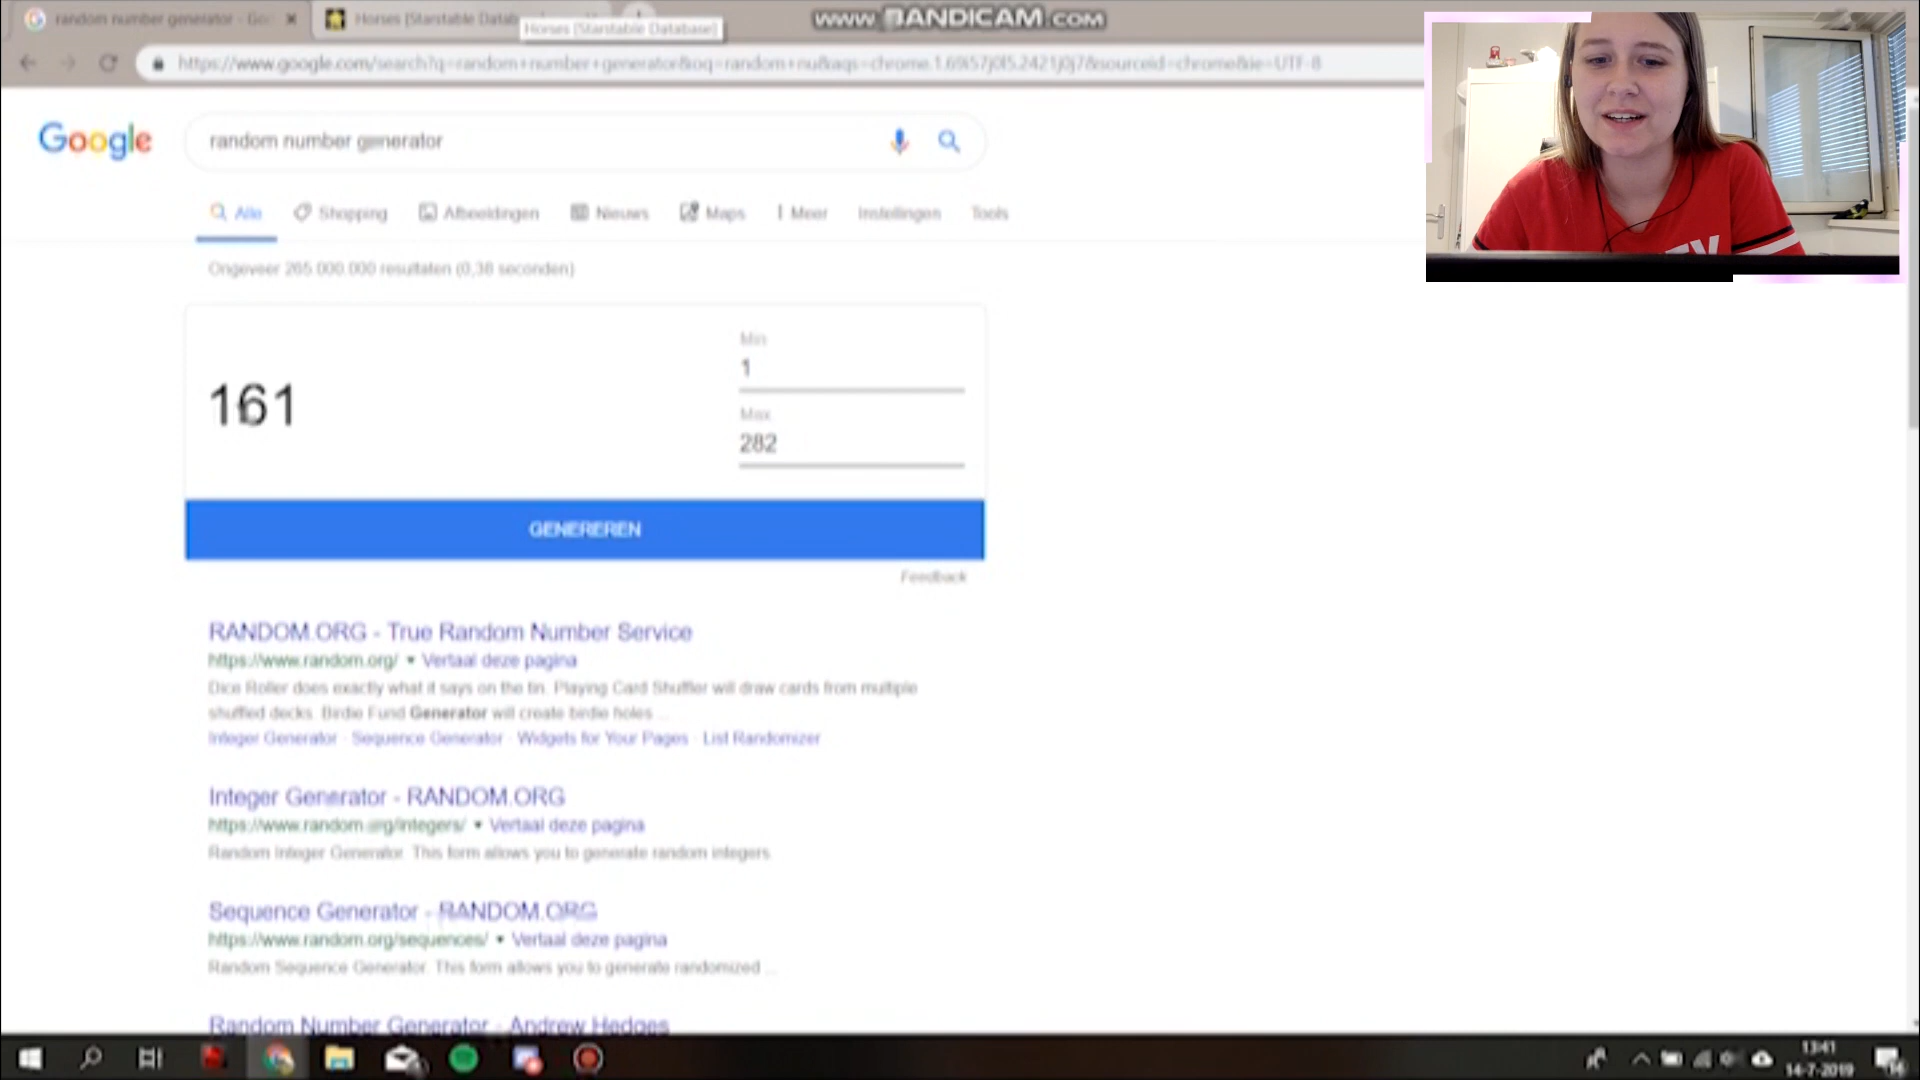 random number generator - Goo
Horses [Starstable Databa
Horses [Starstable Database]
WWW.BANDICAM.COM
https://www.google.com/search?q=random+number+generator&oq=random+nu&aqs=chrome.1.69i57j0l5.2421j0j7&sourceid=chrome&ie=UTF-8
Google
random number generator
Alle Shopping Afbeeldingen Nieuws Maps Meer Instellingen Tools
Ongeveer 265.000.000 resultaten (0,38 seconden)
161
Min
1
Max
282
GENEREREN
Feedback
RANDOM.ORG - True Random Number Service
https://www.random.org/ ▾ Vertaal deze pagina
Dice Roller does exactly what it says on the tin. Playing Card Shuffler will draw cards from multiple
shuffled decks. Birdie Fund Generator will create birdie holes ...
Integer Generator · Sequence Generator · Widgets for Your Pages · List Randomizer
Integer Generator - RANDOM.ORG
https://www.random.org/integers/ ▾ Vertaal deze pagina
Random Integer Generator. This form allows you to generate random integers.
Sequence Generator - RANDOM.ORG
https://www.random.org/sequences/ ▾ Vertaal deze pagina
Random Sequence Generator. This form allows you to generate randomized ...
Random Number Generator - Andrew Hedges
13:41
14-7-2019